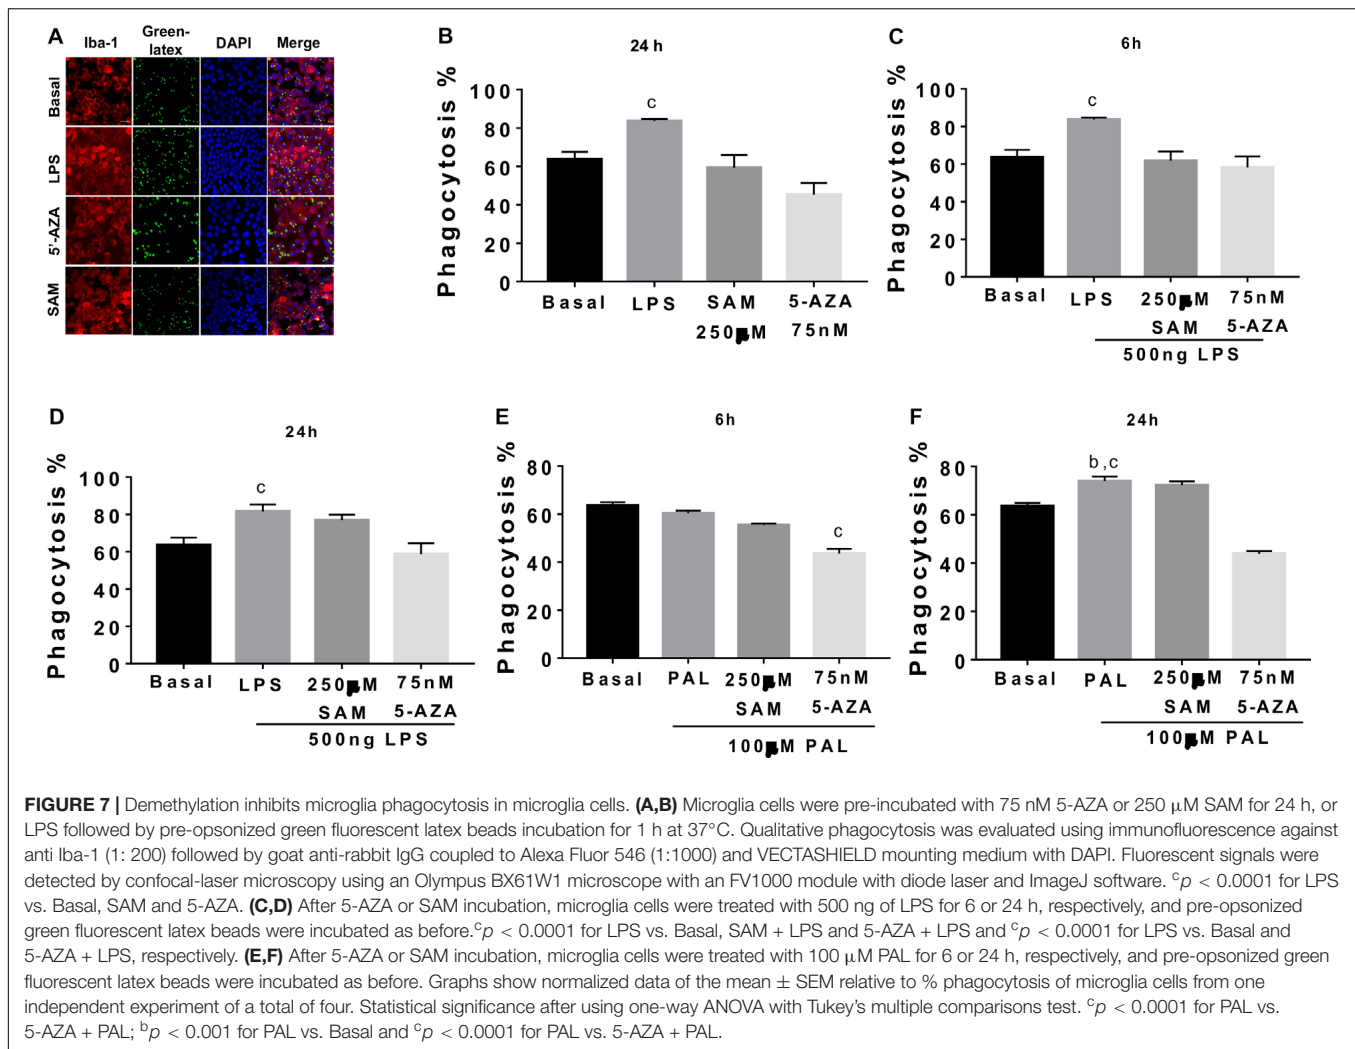 A
Iba-1
Green-
latex
DAPI
Merge
Basal
LPS
5'-AZA
SAM
B
24h
Phagocytosis %
100
80
60
40
20
0
c
Basal
LPS
SAM
5-AZA
250μM
75nM
C
6h
Phagocytosis %
100
80
60
40
20
0
c
Basal
LPS
250μM
75nM
SAM
5-AZA
500ng LPS
D
24h
Phagocytosis %
100
80
60
40
20
0
c
Basal
LPS
250μM
75nM
SAM
5-AZA
500ng LPS
E
6h
Phagocytosis %
80
60
40
20
0
c
Basal
PAL
250μM
75nM
SAM
5-AZA
100μM PAL
F
24h
Phagocytosis %
80
60
40
20
0
b,c
Basal
PAL
250μM
75nM
SAM
5-AZA
100μM PAL
FIGURE 7 | Demethylation inhibits microglia phagocytosis in microglia cells. (A,B) Microglia cells were pre-incubated with 75 nM 5-AZA or 250 μM SAM for 24 h, or
LPS followed by pre-opsonized green fluorescent latex beads incubation for 1 h at 37°C. Qualitative phagocytosis was evaluated using immunofluorescence against
anti Iba-1 (1: 200) followed by goat anti-rabbit IgG coupled to Alexa Fluor 546 (1:1000) and VECTASHIELD mounting medium with DAPI. Fluorescent signals were
detected by confocal-laser microscopy using an Olympus BX61W1 microscope with an FV1000 module with diode laser and ImageJ software. ᶜp < 0.0001 for LPS
vs. Basal, SAM and 5-AZA. (C,D) After 5-AZA or SAM incubation, microglia cells were treated with 500 ng of LPS for 6 or 24 h, respectively, and pre-opsonized
green fluorescent latex beads were incubated as before.ᶜp < 0.0001 for LPS vs. Basal, SAM + LPS and 5-AZA + LPS and ᶜp < 0.0001 for LPS vs. Basal and
5-AZA + LPS, respectively. (E,F) After 5-AZA or SAM incubation, microglia cells were treated with 100 μM PAL for 6 or 24 h, respectively, and pre-opsonized green
fluorescent latex beads were incubated as before. Graphs show normalized data of the mean ± SEM relative to % phagocytosis of microglia cells from one
independent experiment of a total of four. Statistical significance after using one-way ANOVA with Tukey's multiple comparisons test. ᶜp < 0.0001 for PAL vs.
5-AZA + PAL; ᵇp < 0.001 for PAL vs. Basal and ᶜp < 0.0001 for PAL vs. 5-AZA + PAL.